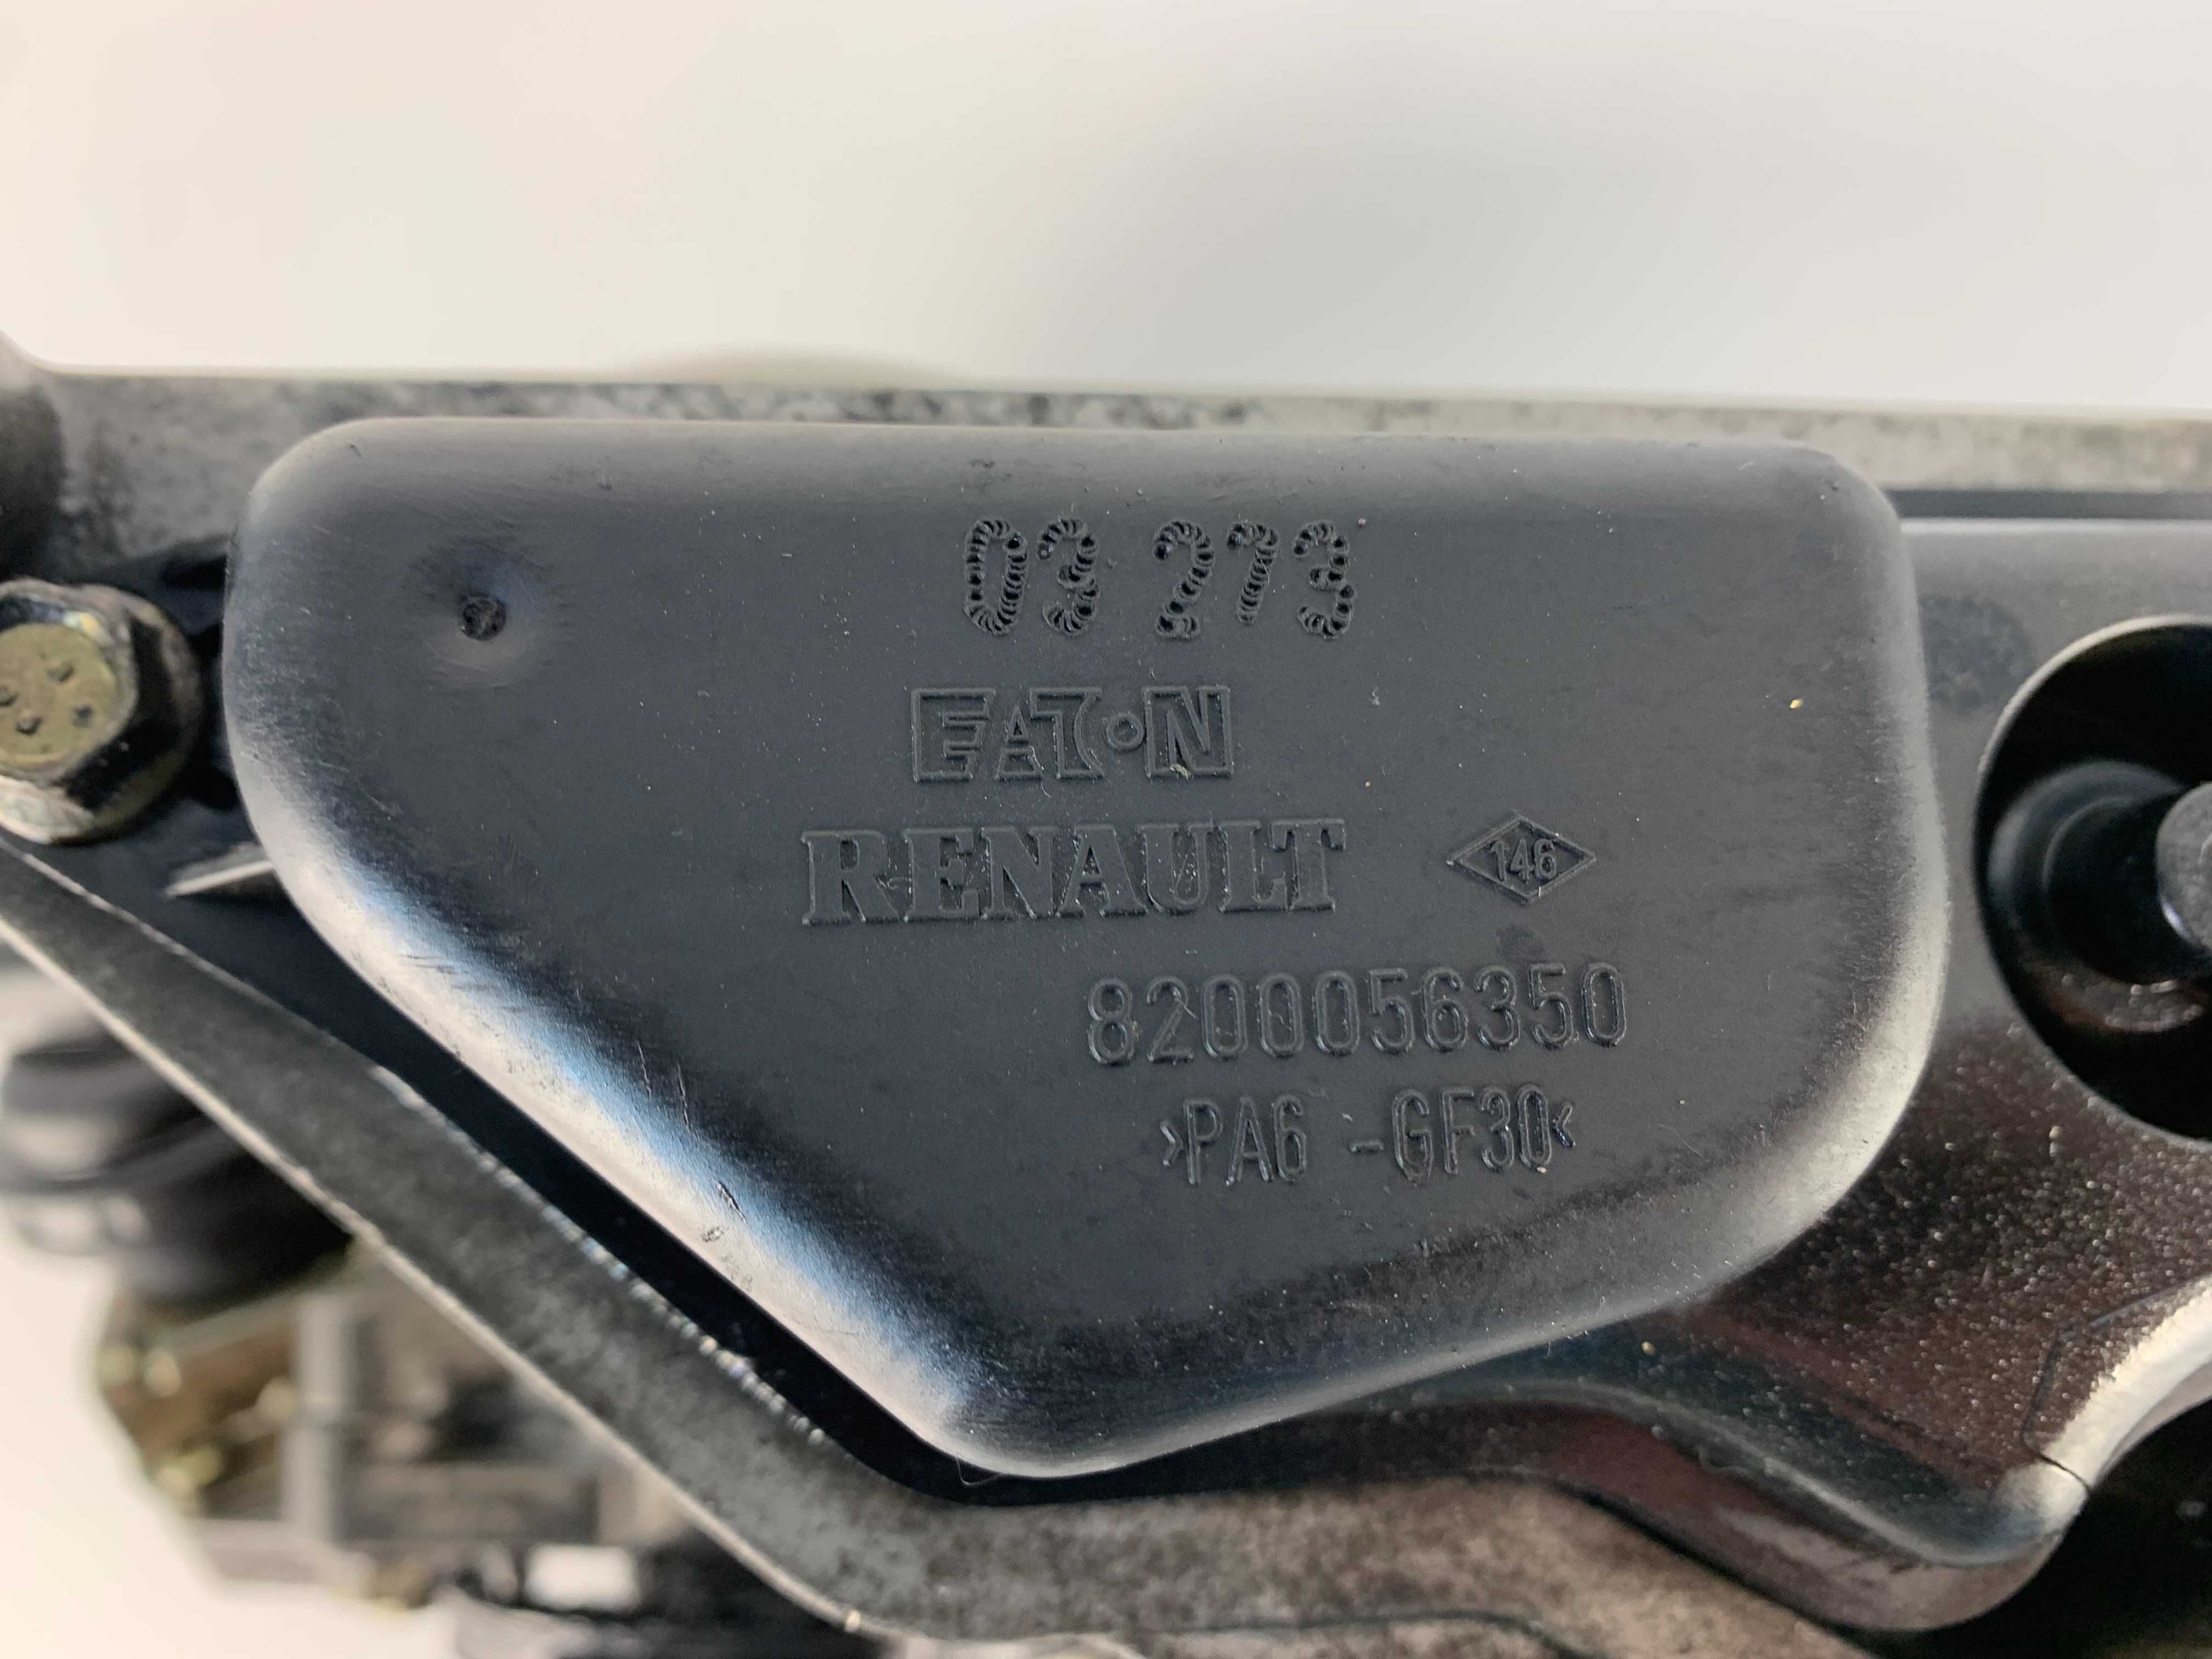 03 273
EATON
RENAULT 146
8200056350
>PA6 -GF30<